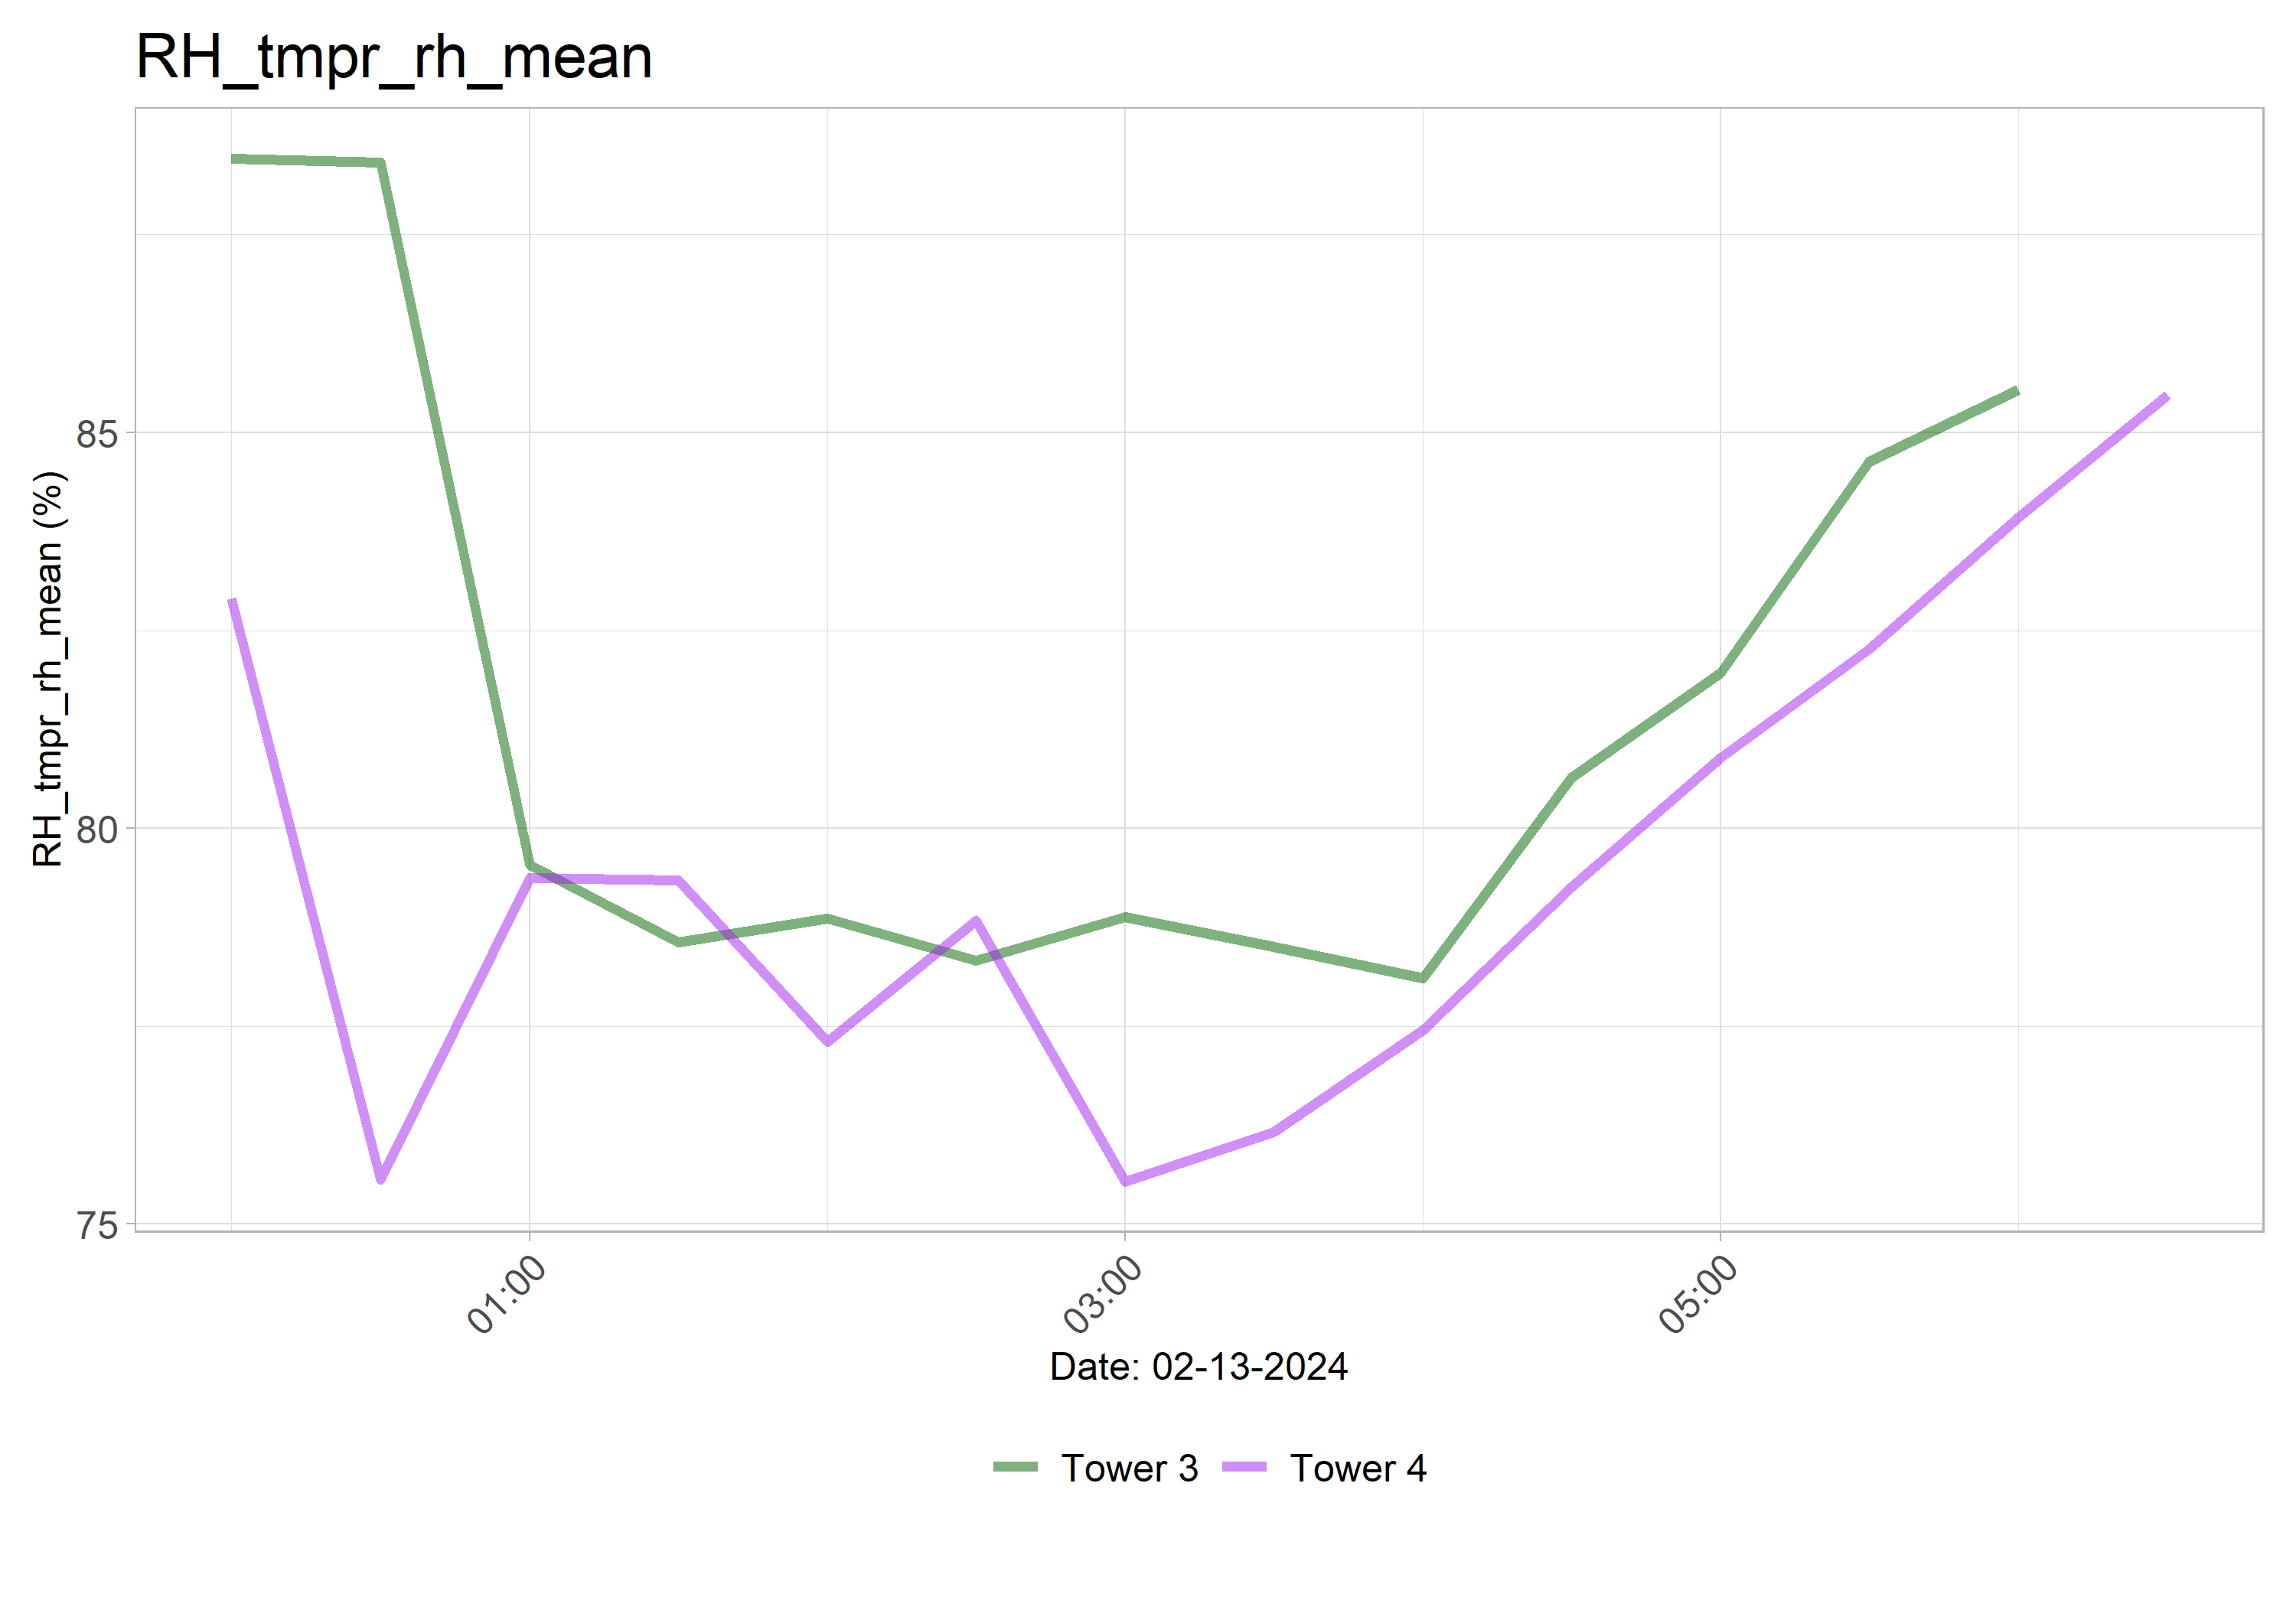 RH_tmpr_rh_mean
RH_tmpr_rh_mean (%)
85
80
75
01:00
03:00
05:00
Date: 02-13-2024
Tower 3
Tower 4